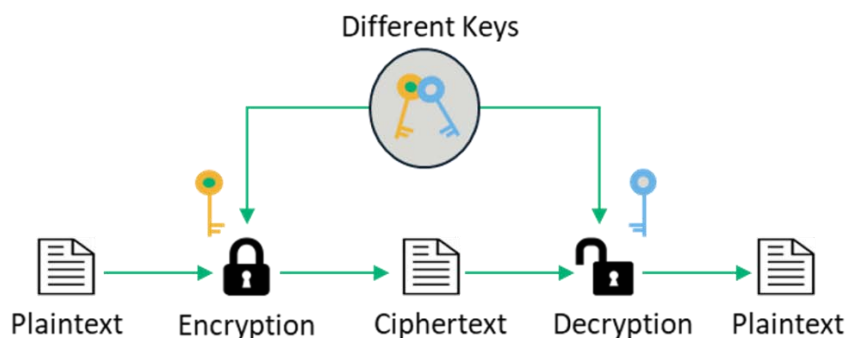 Different Keys
Plaintext
Encryption
Ciphertext
Decryption
Plaintext